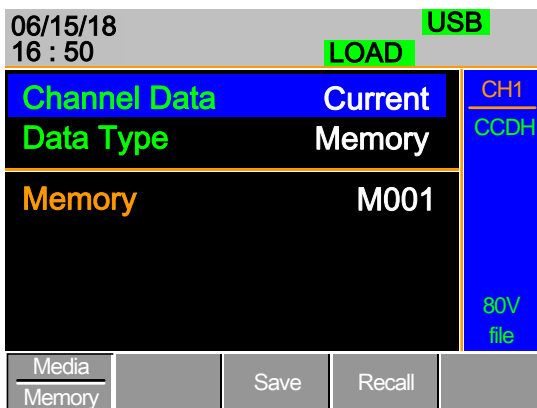 06/15/18 USB
16 : 50 LOAD
Channel Data Current
Data Type Memory
Memory M001
CH1
CCDH
80V
file
Media
Memory
Save
Recall